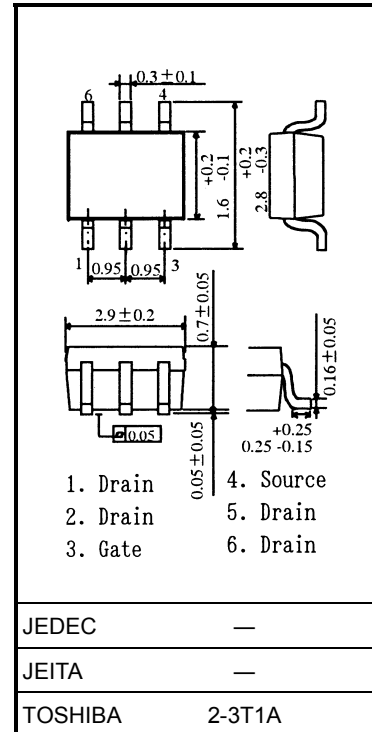 0.3±0.1
6 4
+0.2
1.6 -0.1
+0.2
2.8 -0.3
1 0.95 0.95 3
2.9±0.2
0.7±0.05
0.16±0.05
0.05
0.05±0.05
+0.25
0.25 -0.15
1. Drain
2. Drain
3. Gate
4. Source
5. Drain
6. Drain
JEDEC —
JEITA —
TOSHIBA 2-3T1A